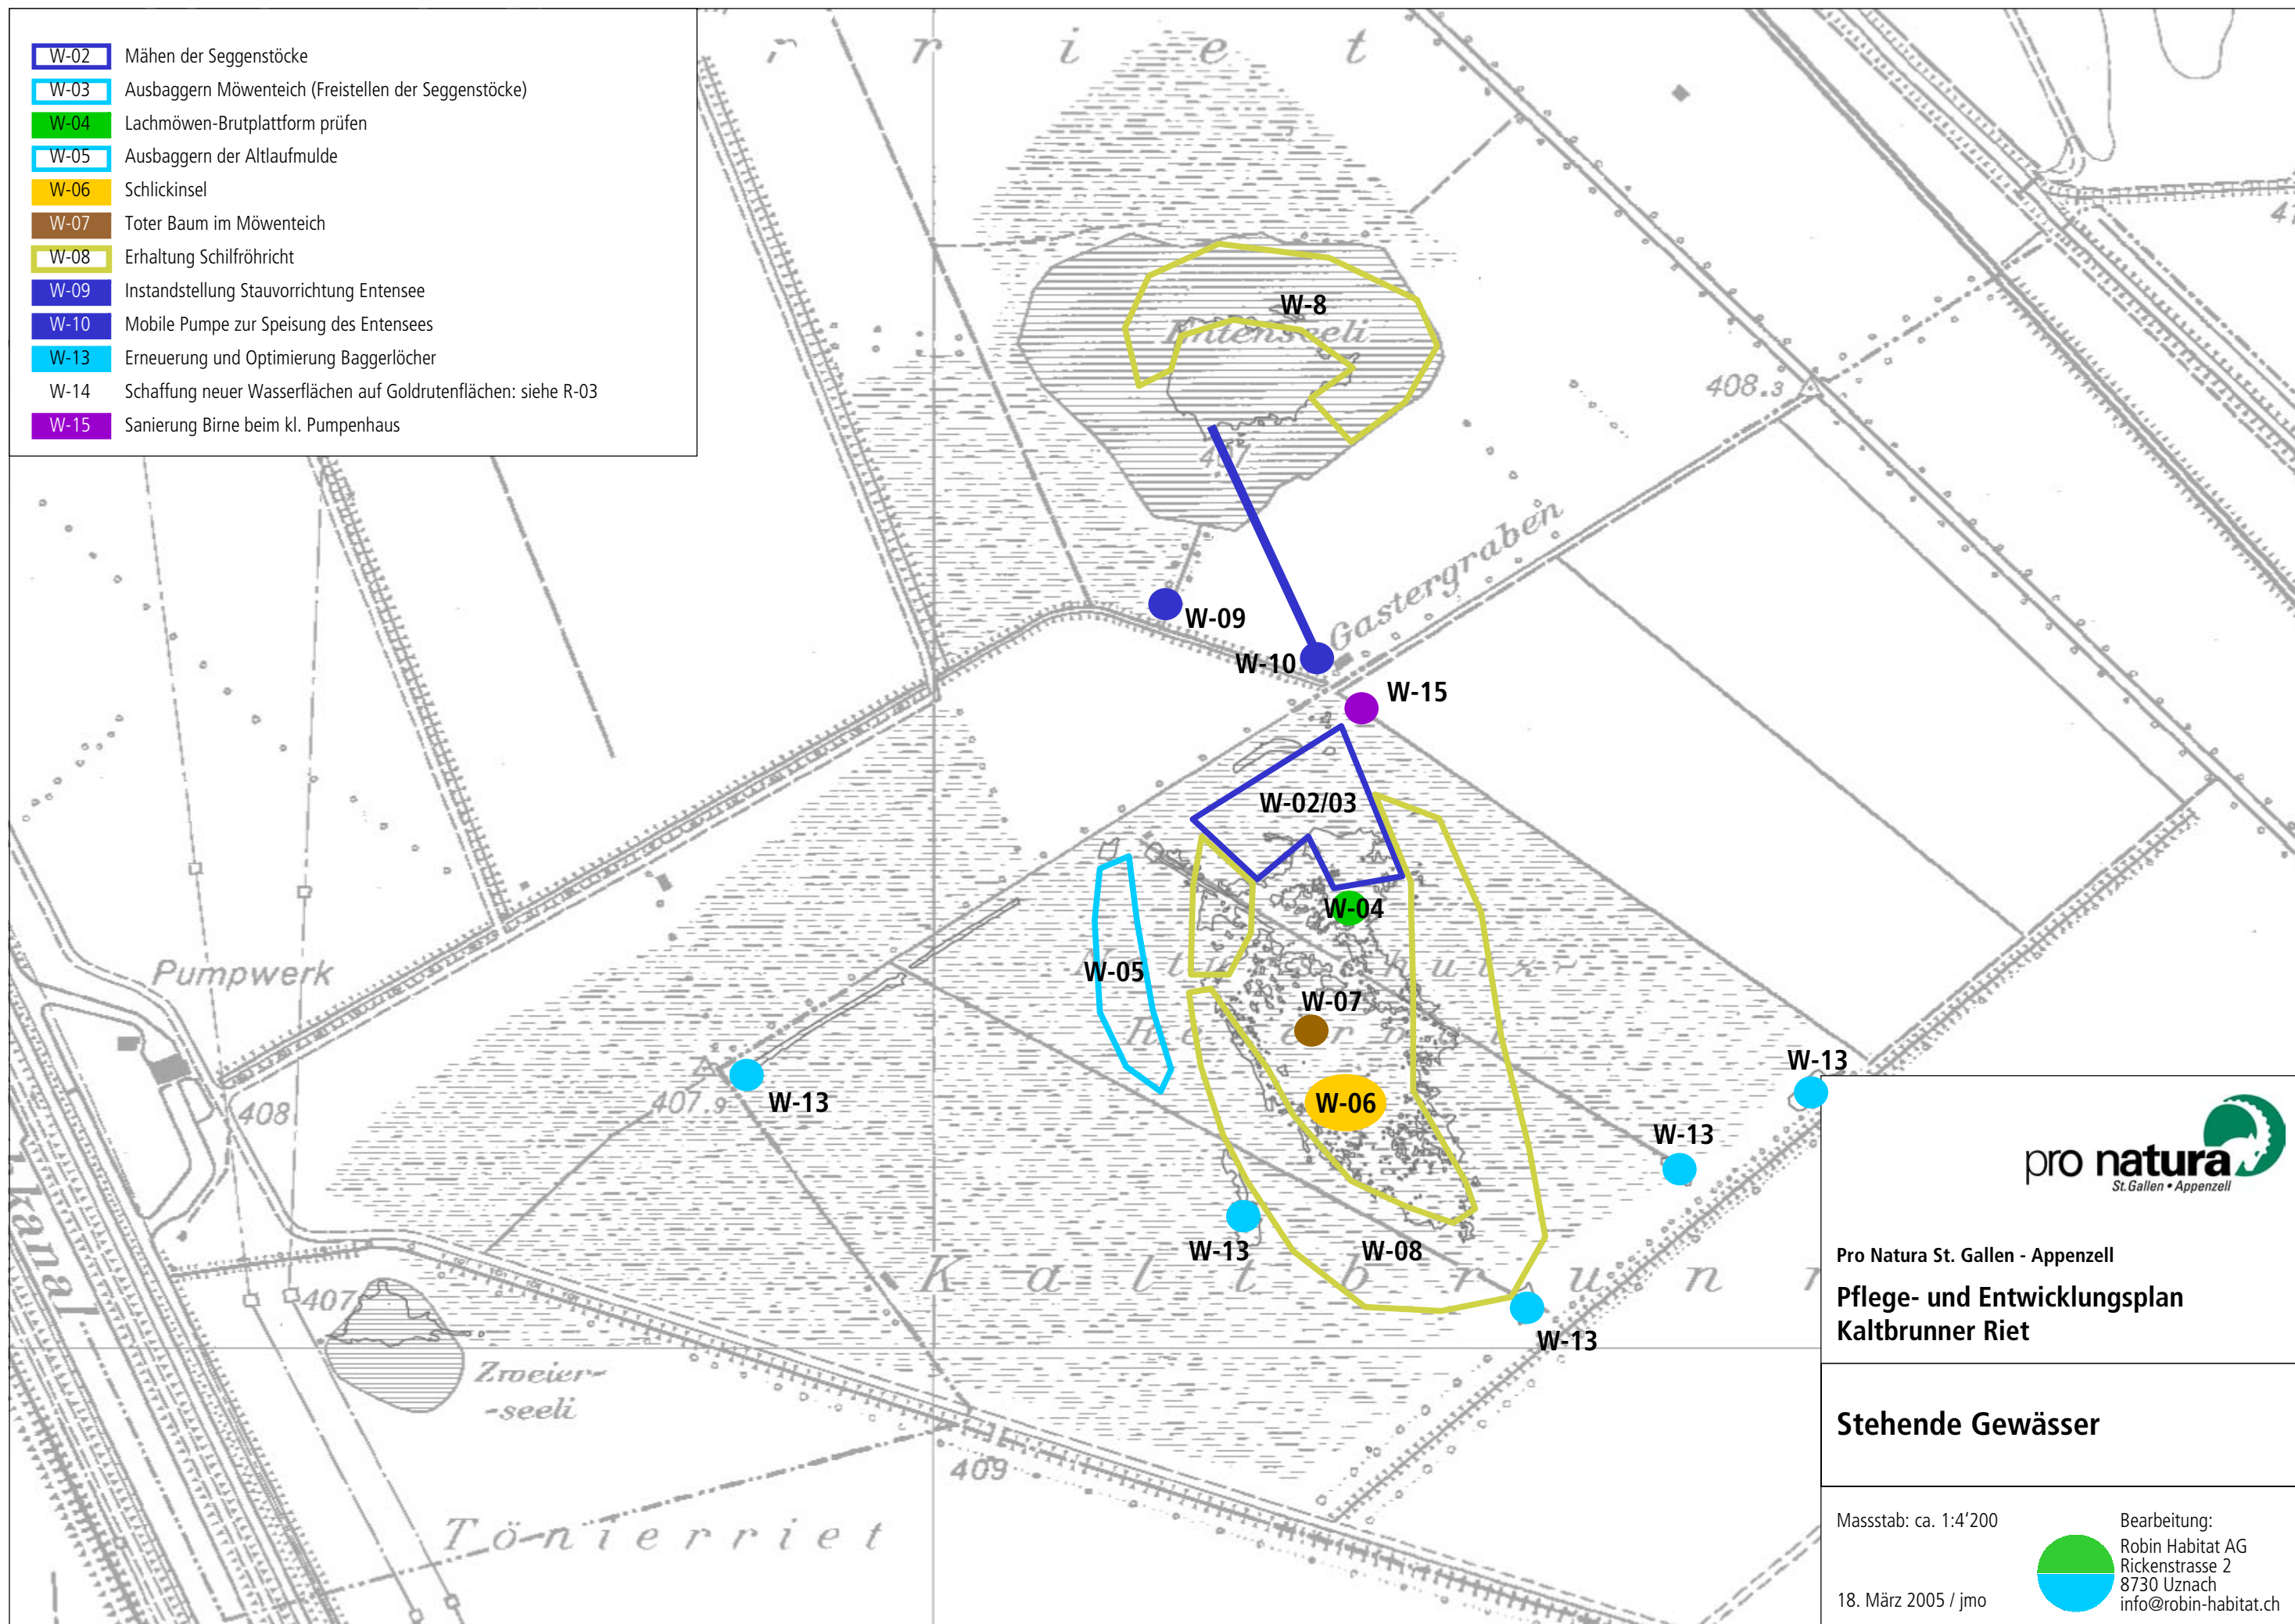 W-02 Mähen der Seggenstöcke
W-03 Ausbaggern Möwenteich (Freistellen der Seggenstöcke)
W-04 Lachmöwen-Brutplattform prüfen
W-05 Ausbaggern der Altlaufmulde
W-06 Schlickinsel
W-07 Toter Baum im Möwenteich
W-08 Erhaltung Schilfröhricht
W-09 Instandstellung Stauvorrichtung Entensee
W-10 Mobile Pumpe zur Speisung des Entensees
W-13 Erneuerung und Optimierung Baggerlöcher
W-14 Schaffung neuer Wasserflächen auf Goldrutenflächen: siehe R-03
W-15 Sanierung Birne beim kl. Pumpenhaus
r r i e t
W-8
Entenseeli
408.3
407
Gastergraben
W-09
W-10
W-15
W-02/03
W-04
W-05
W-07
W-06
Pumpwerk
408
407.9
W-13
W-13
W-13
W-13
W-08
W-13
K a l t b r u n n
kanal
407
Zweier-
-seeli
409
Tönierriet
pro natura
St.Gallen • Appenzell
Pro Natura St. Gallen - Appenzell
Pflege- und Entwicklungsplan
Kaltbrunner Riet
Stehende Gewässer
Massstab: ca. 1:4'200
18. März 2005 / jmo
Bearbeitung:
Robin Habitat AG
Rickenstrasse 2
8730 Uznach
info@robin-habitat.ch